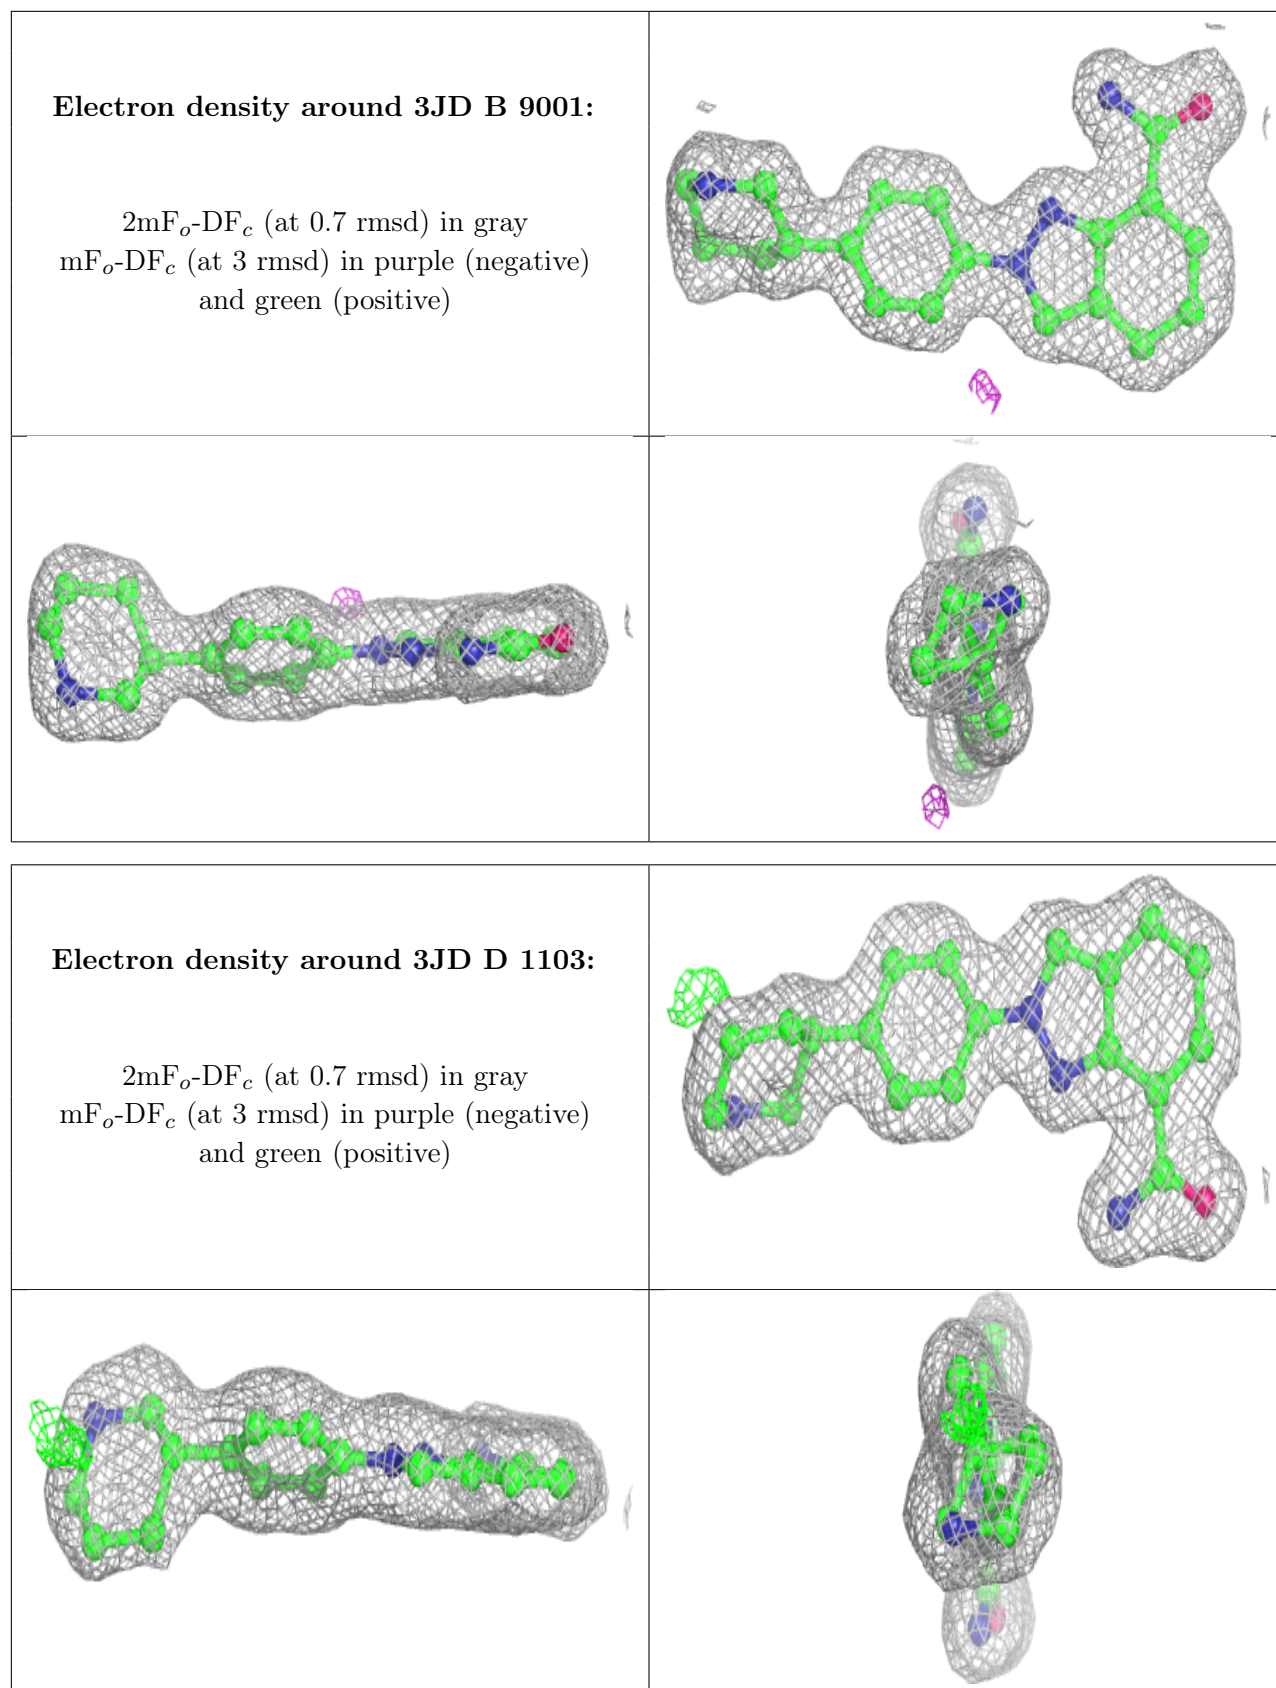 Electron density around 3JD B 9001:
2mFo-DFc (at 0.7 rmsd) in gray
mFo-DFc (at 3 rmsd) in purple (negative)
and green (positive)
Electron density around 3JD D 1103:
2mFo-DFc (at 0.7 rmsd) in gray
mFo-DFc (at 3 rmsd) in purple (negative)
and green (positive)